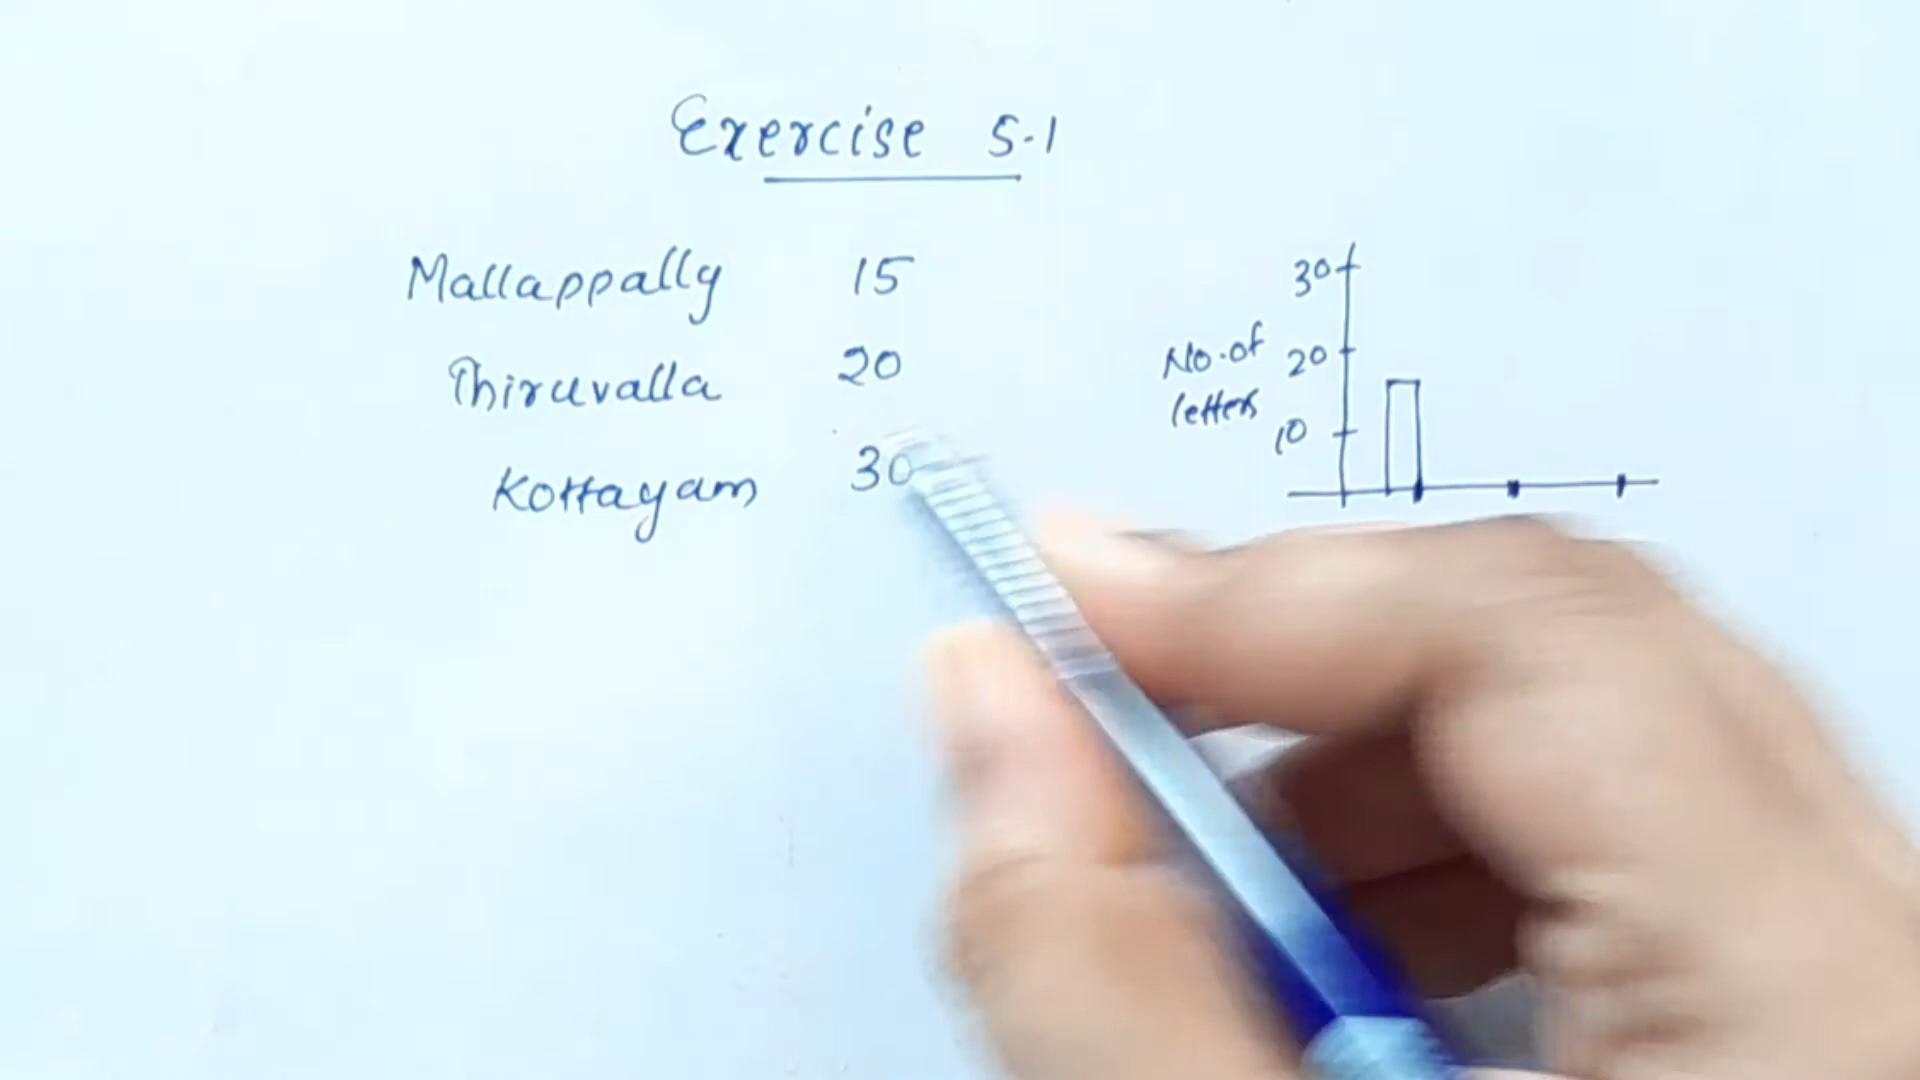 Exercise 5.1
Mallappally 15
Thiruvalla 20
Kottayam 30
30
No. of 20
letters
10